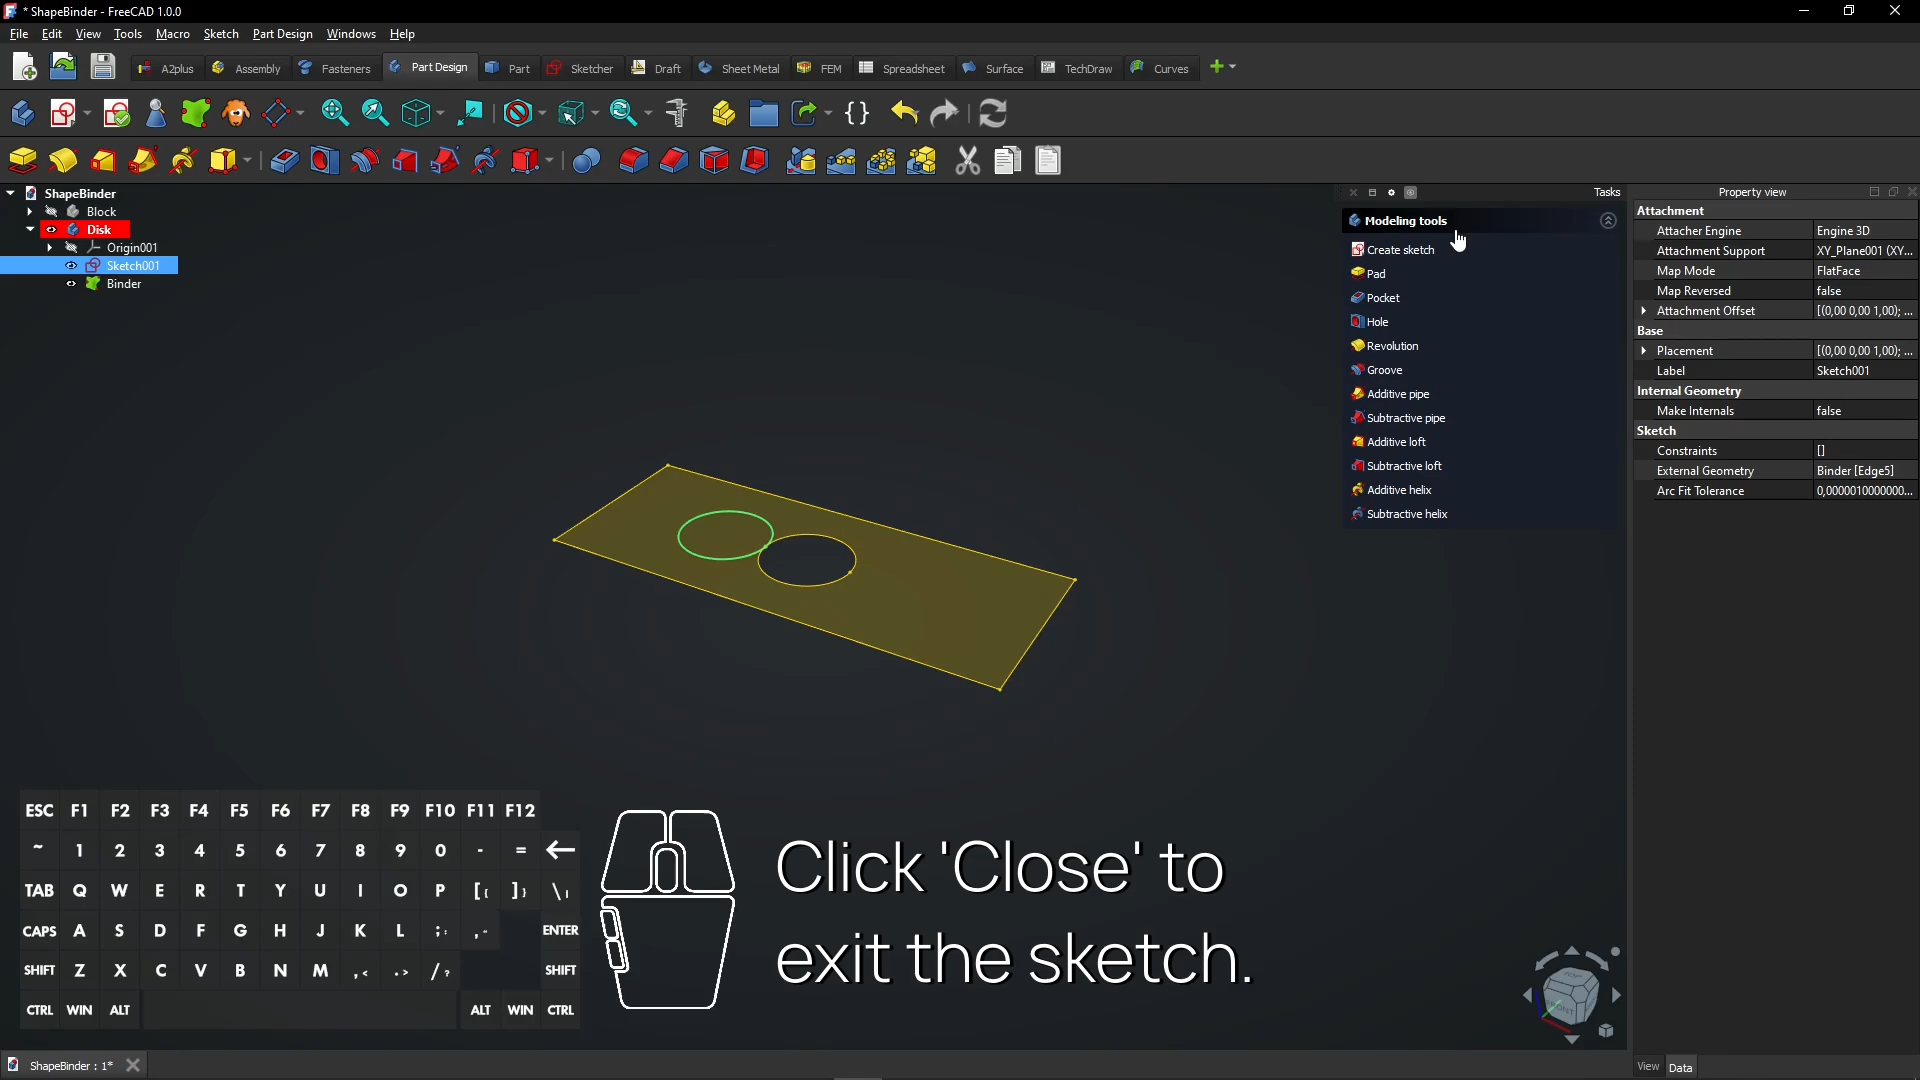 * ShapeBinder - FreeCAD 1.0.0
File Edit View Tools Macro Sketch Part Design Windows Help
A2plus Assembly Fasteners Part Design Part Sketcher Draft Sheet Metal FEM Spreadsheet Surface TechDraw Curves
ShapeBinder
Block
Disk
Origin001
Sketch001
Binder
Tasks
Modeling tools
Create sketch
Pad
Pocket
Hole
Revolution
Groove
Additive pipe
Subtractive pipe
Additive loft
Subtractive loft
Additive helix
Subtractive helix
Property view
Attachment
Attacher Engine Engine 3D
Attachment Support XY_Plane001 (XY...
Map Mode FlatFace
Map Reversed false
Attachment Offset [(0,00 0,00 1,00); ...
Base
Placement [(0,00 0,00 1,00); ...
Label Sketch001
Internal Geometry
Make Internals false
Sketch
Constraints []
External Geometry Binder [Edge5]
Arc Fit Tolerance 0,0000010000000...
ESC F1 F2 F3 F4 F5 F6 F7 F8 F9 F10 F11 F12
~ 1 2 3 4 5 6 7 8 9 0 - =
TAB Q W E R T Y U I O P [{ ]} \|
CAPS A S D F G H J K L ;: ," ENTER
SHIFT Z X C V B N M ,< .> /? SHIFT
CTRL WIN ALT ALT WIN CTRL
Click 'Close' to
exit the sketch.
TOP
FRONT
ShapeBinder : 1*
View Data